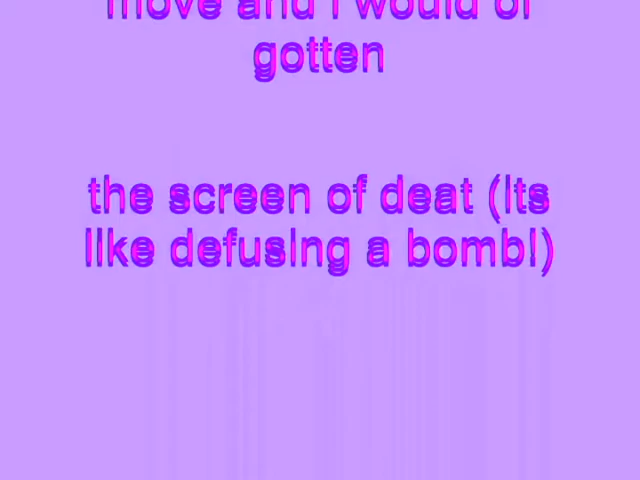 move and i would of
gotten
the screen of deat (its
like defusing a bomb!)